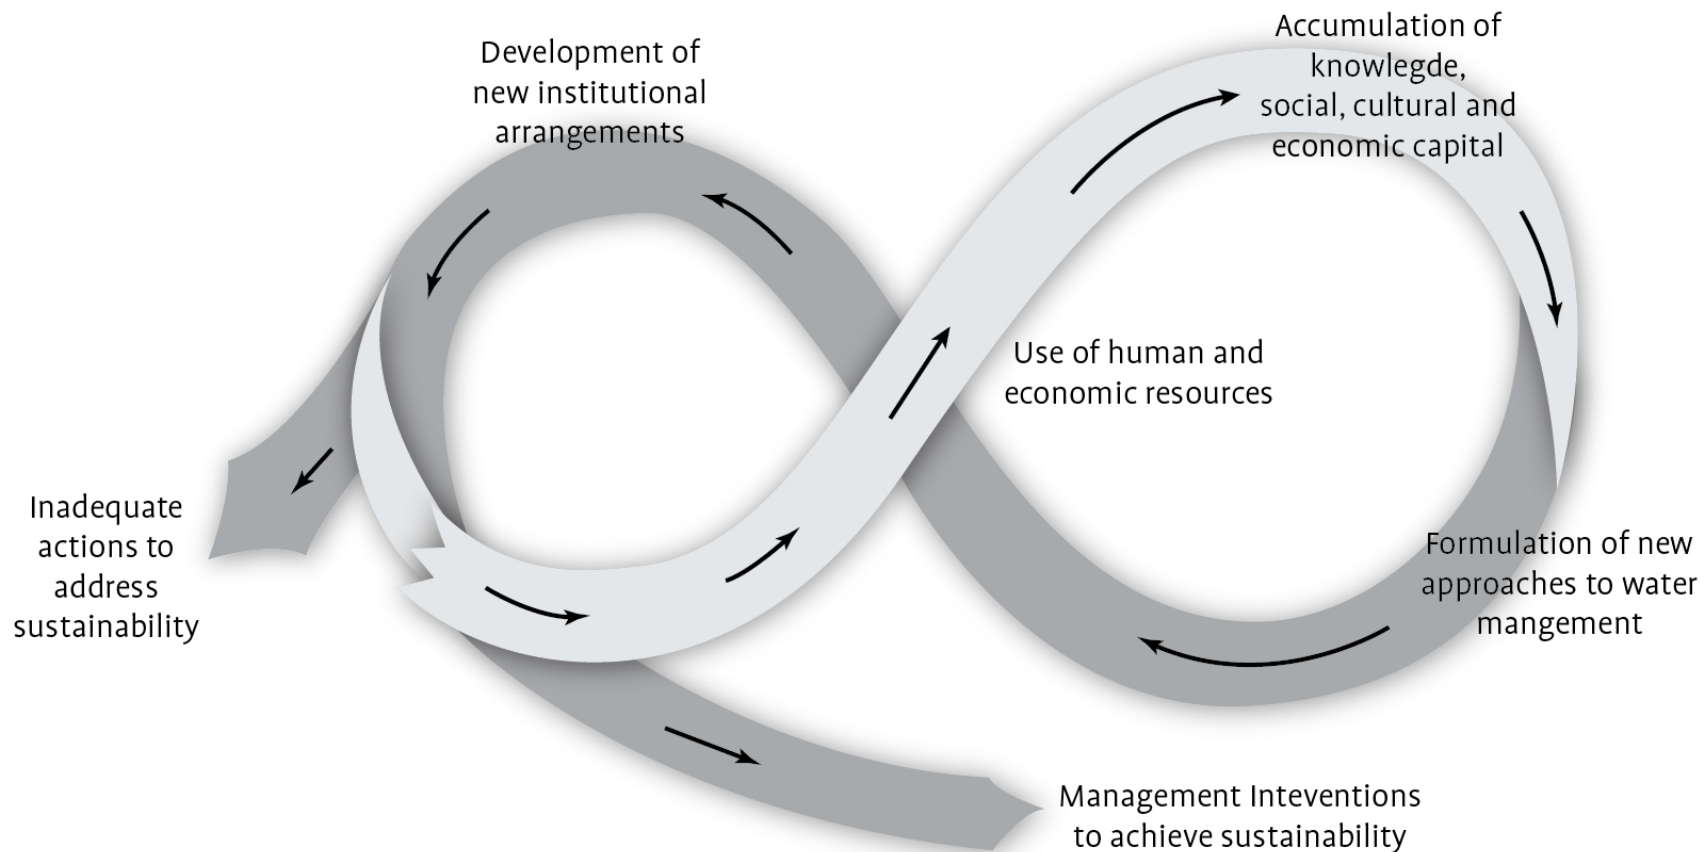 Development of
new institutional
arrangements
Accumulation of
knowlegde,
social, cultural and
economic capital
Use of human and
economic resources
Inadequate
actions to
address
sustainability
Formulation of new
approaches to water
mangement
Management Inteventions
to achieve sustainability